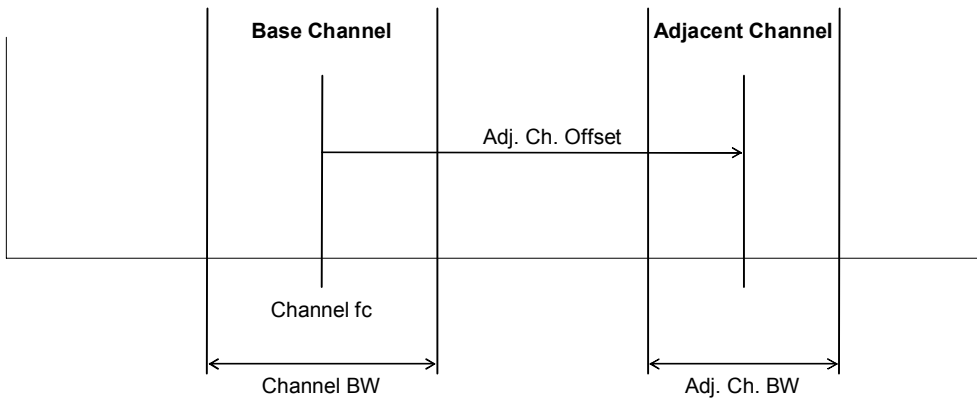 Base Channel
Adjacent Channel
Adj. Ch. Offset
Channel fc
Channel BW
Adj. Ch. BW